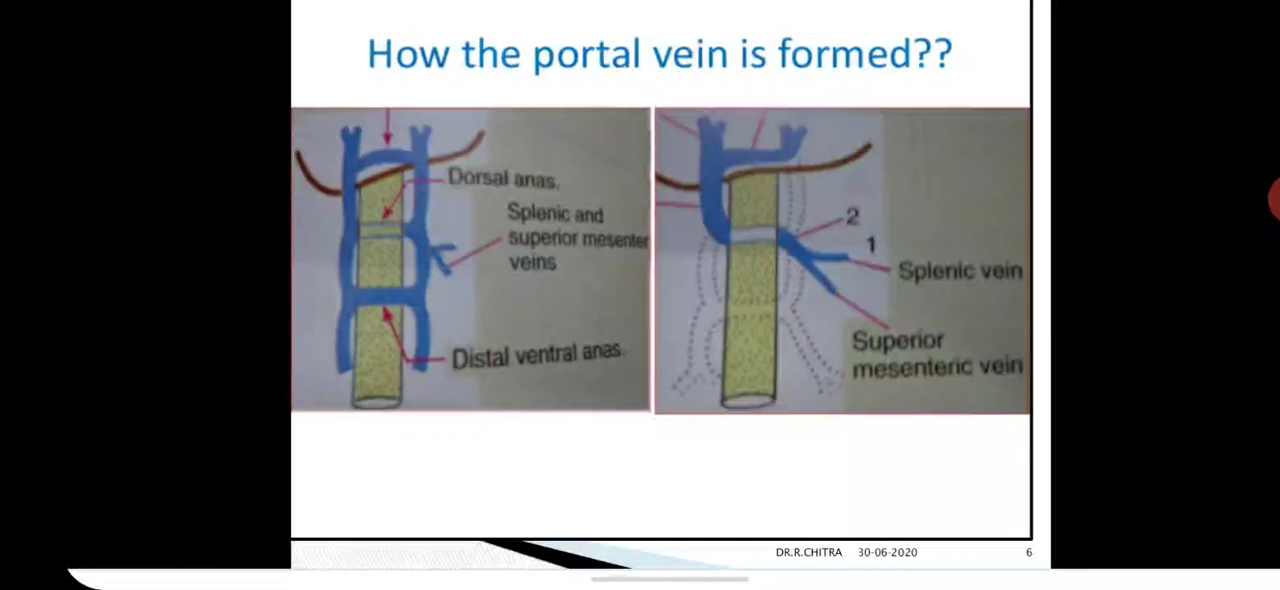 How the portal vein is formed??
Dorsal anas.
Splenic and
superior mesenter
veins
Distal ventral anas.
2
1
Splenic vein
Superior
mesenteric vein
DR.R.CHITRA 30-06-2020 6